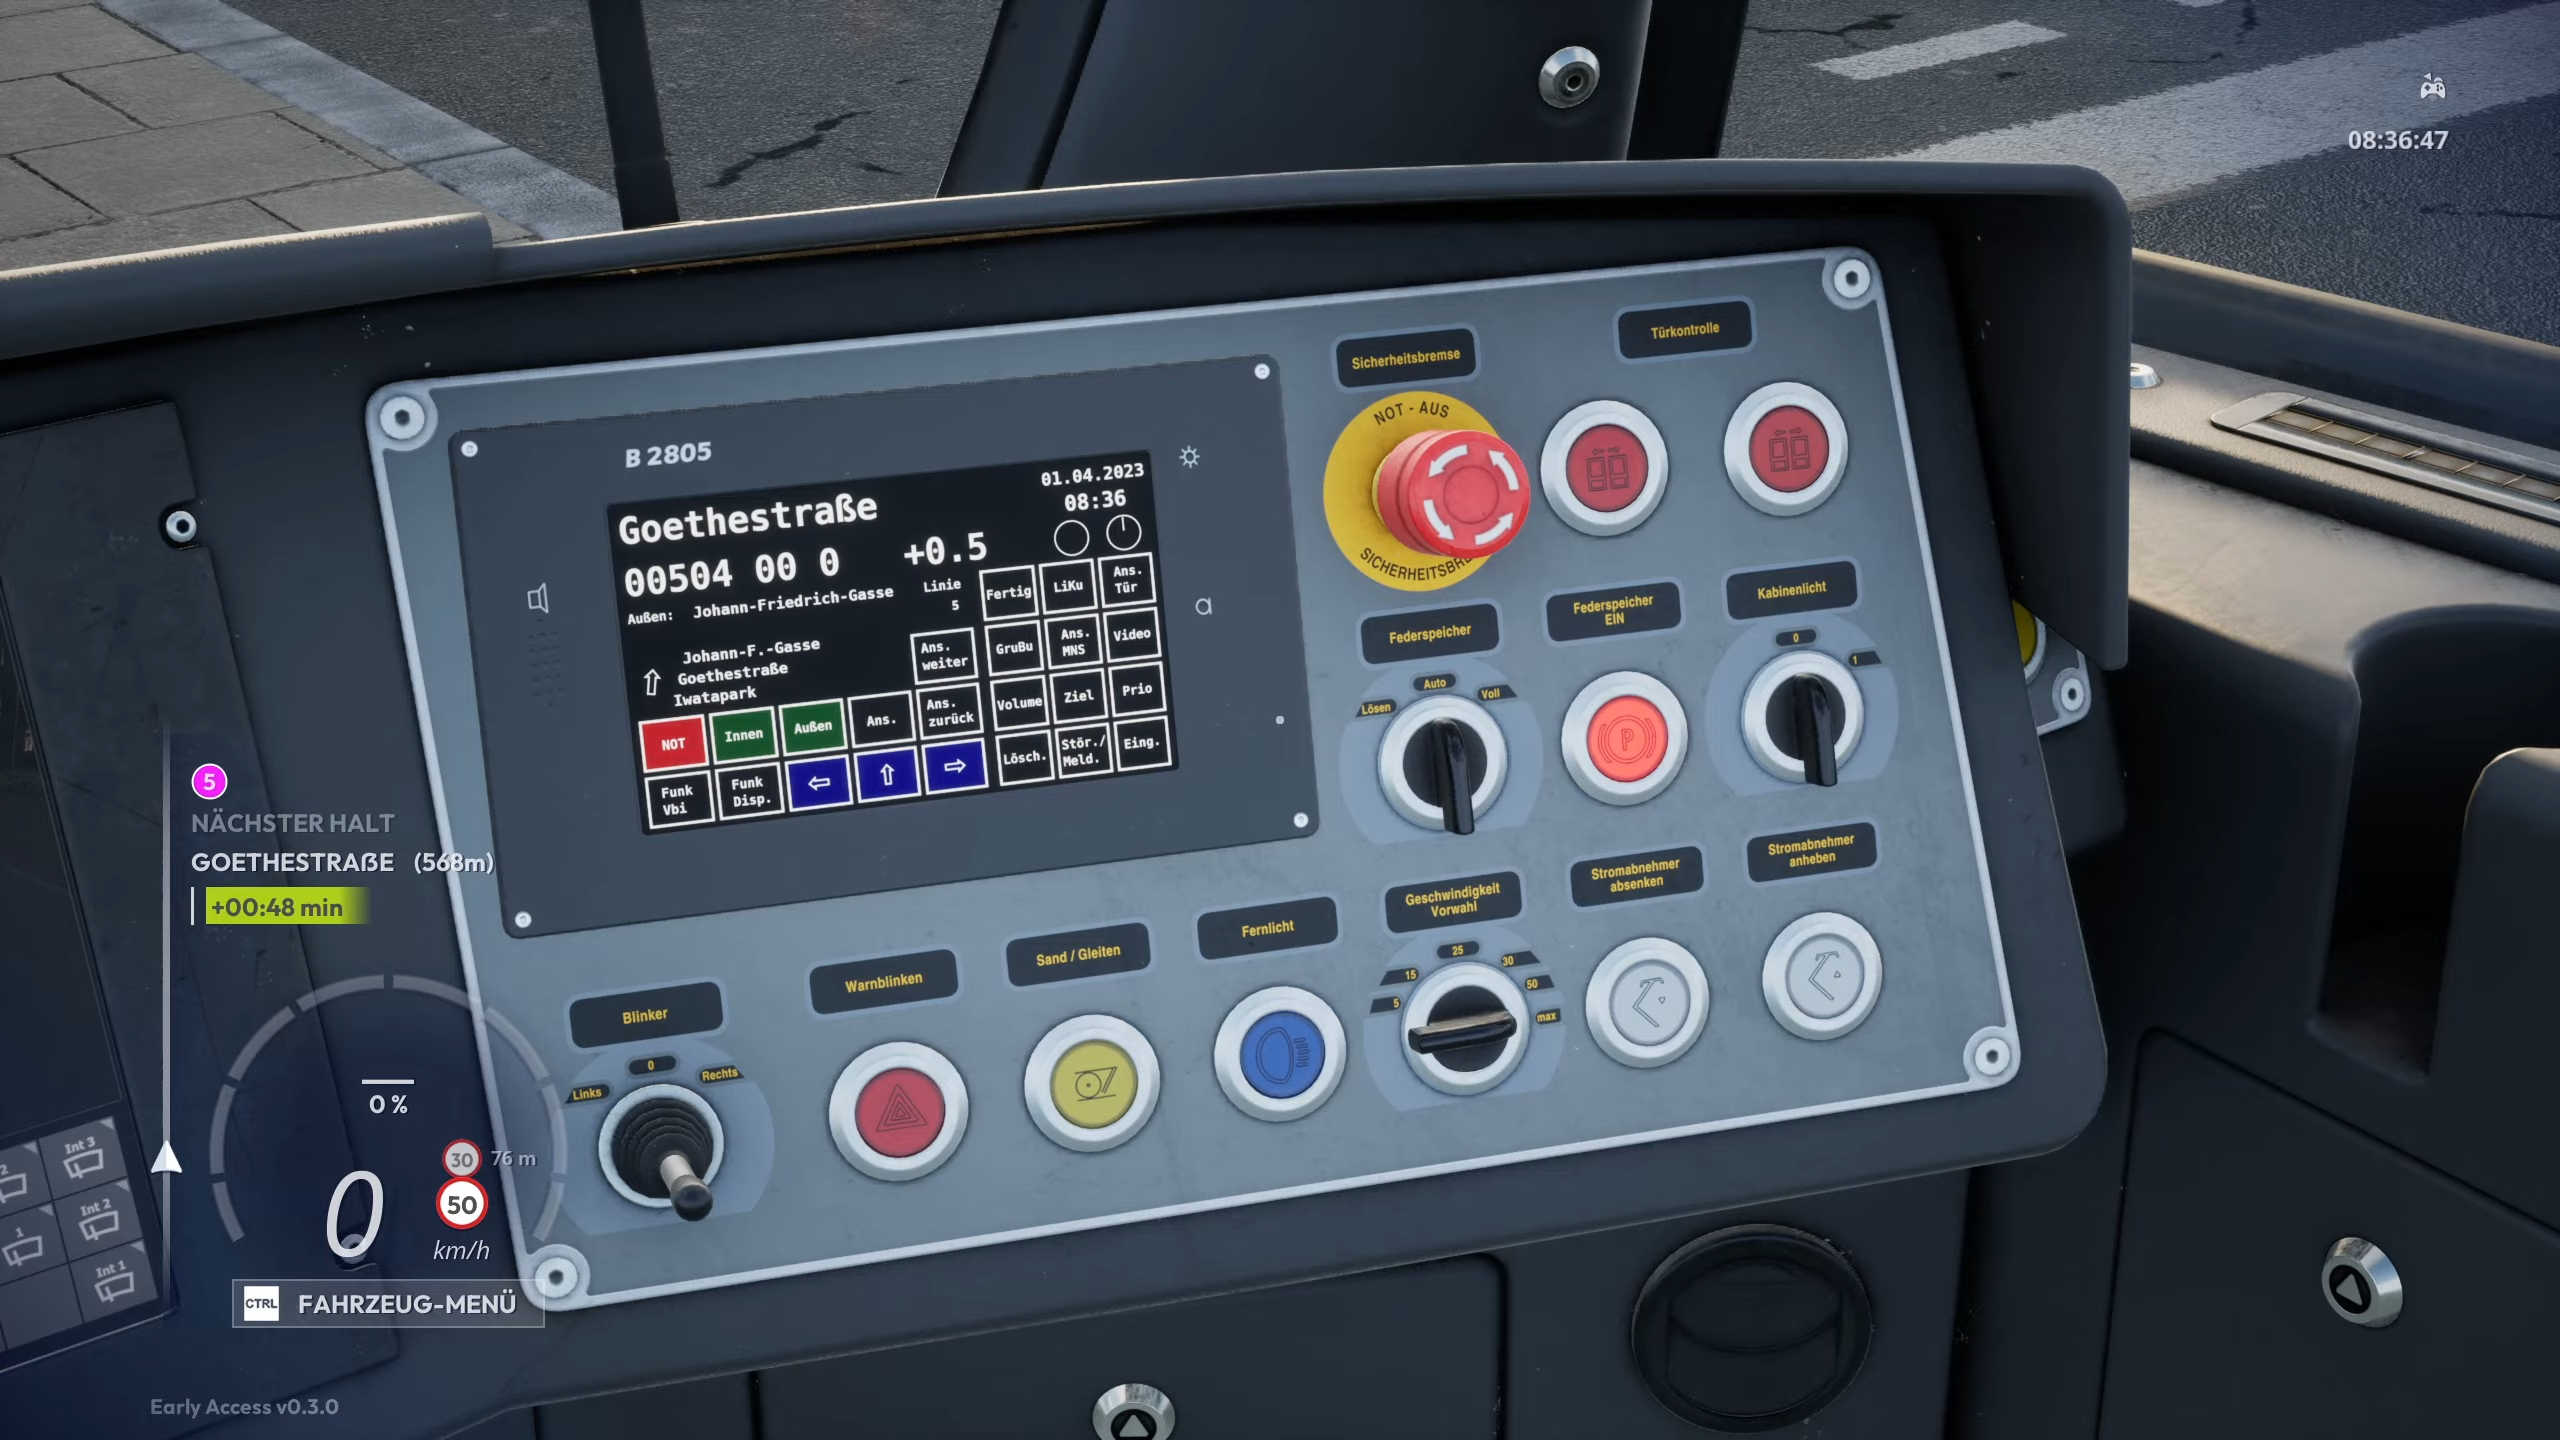 08:36:47
B 2805
01.04.2023
Goethestraße
08:36
00504 00 0
+0.5
Außen: Johann-Friedrich-Gasse
Linie
5
Johann-F.-Gasse
Goethestraße
Iwatapark
Fertig
LiKu
Ans.
Tür
Ans.
weiter
GruBu
Ans.
MNS
Video
NOT
Innen
Außen
Ans.
Ans.
zurück
Volume
Ziel
Prio
Funk
Vbi
Funk
Disp.
Lösch.
Stör./
Meld.
Eing.
Sicherheitsbremse
NOT - AUS
Türkontrolle
Federspeicher
Lösen
Auto
Voll
Federspeicher
EIN
P
Kabinenlicht
0
1
Blinker
Links
0
Rechts
Warnblinken
Sand / Gleiten
Fernlicht
Geschwindigkeit
Vorwahl
5
15
25
30
50
max
Stromabnehmer
absenken
Stromabnehmer
anheben
5
NÄCHSTER HALT
GOETHESTRAßE (568m)
+00:48 min
0 %
30 76 m
0
50
km/h
CTRL FAHRZEUG-MENÜ
Int 3
2
Int 2
1
Int 1
Early Access v0.3.0